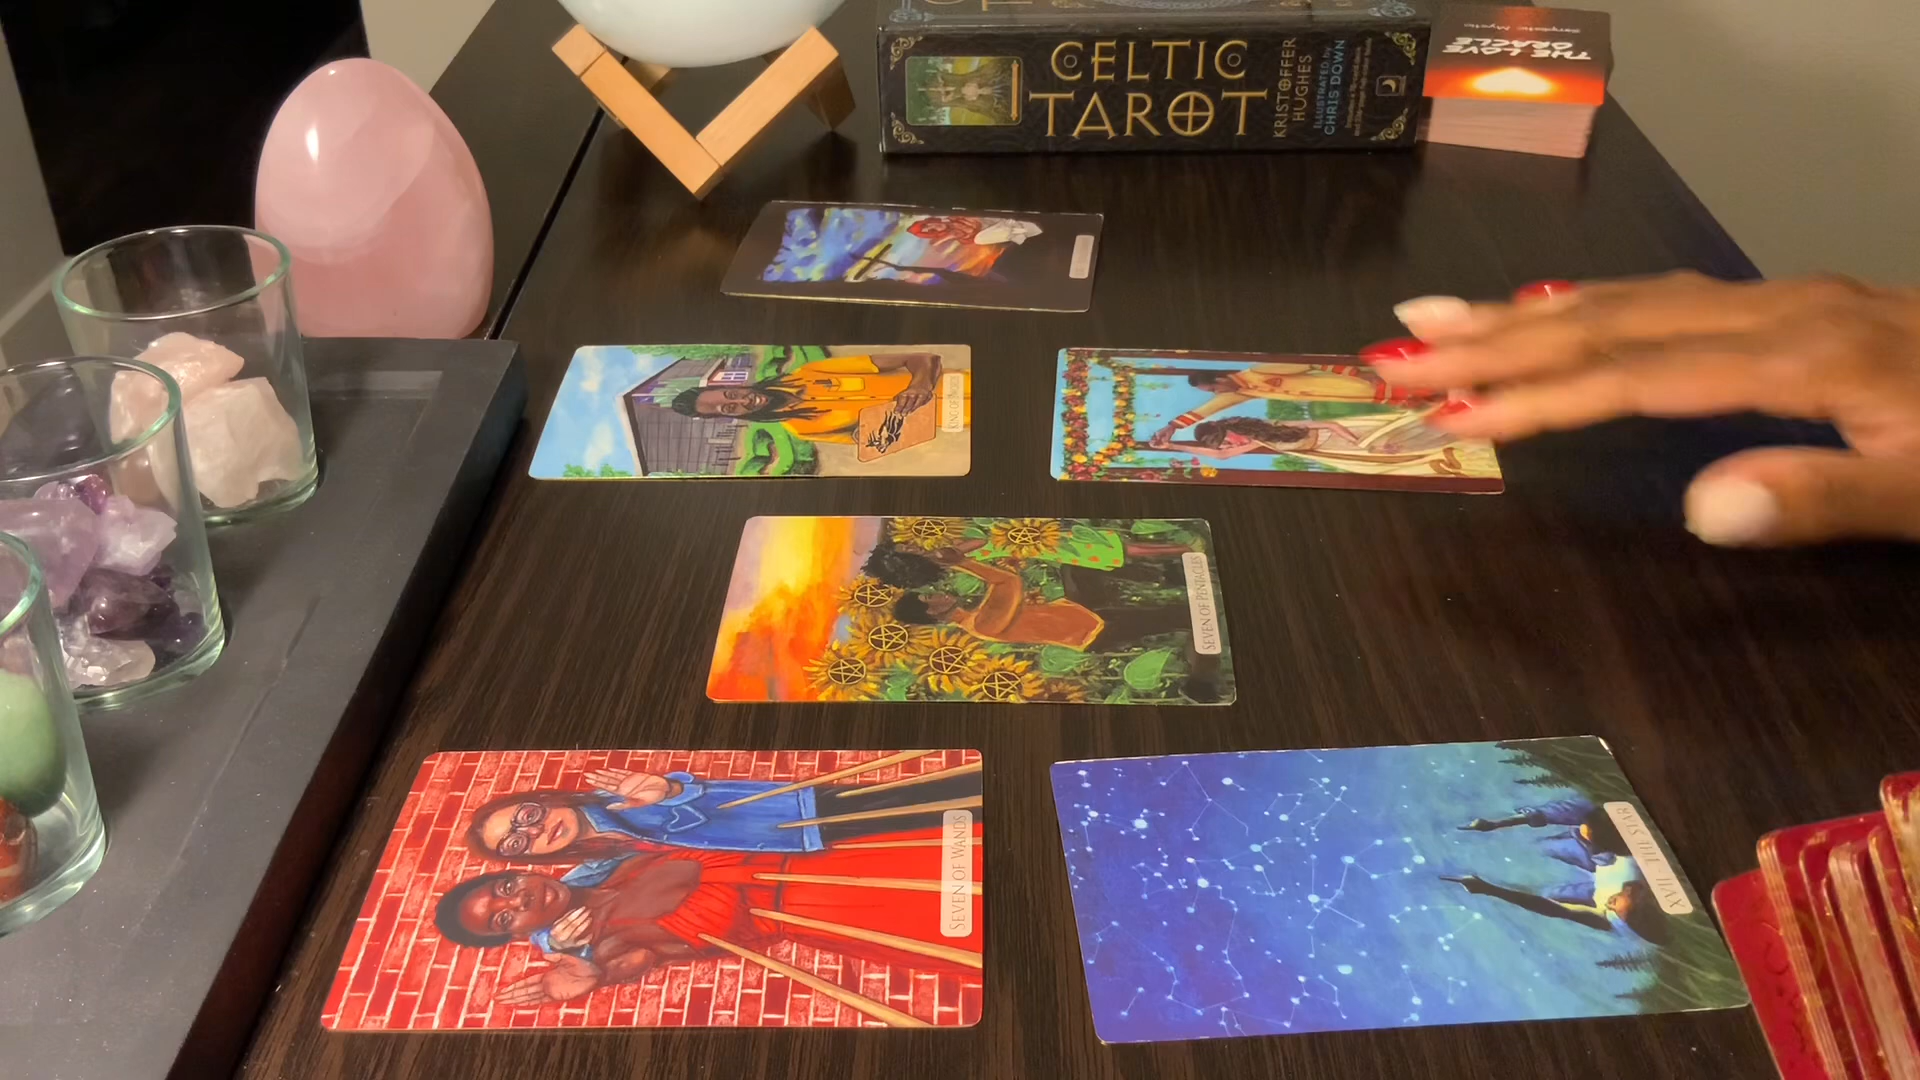 CELTIC
TAROT
KRISTOFFER
HUGHES
ILLUSTRATED by
CHRIS DOWN
THE LOVE
ORACLE
KING OF SWORDS
SEVEN OF PENTACLES
SEVEN OF WANDS
XVII THE STAR